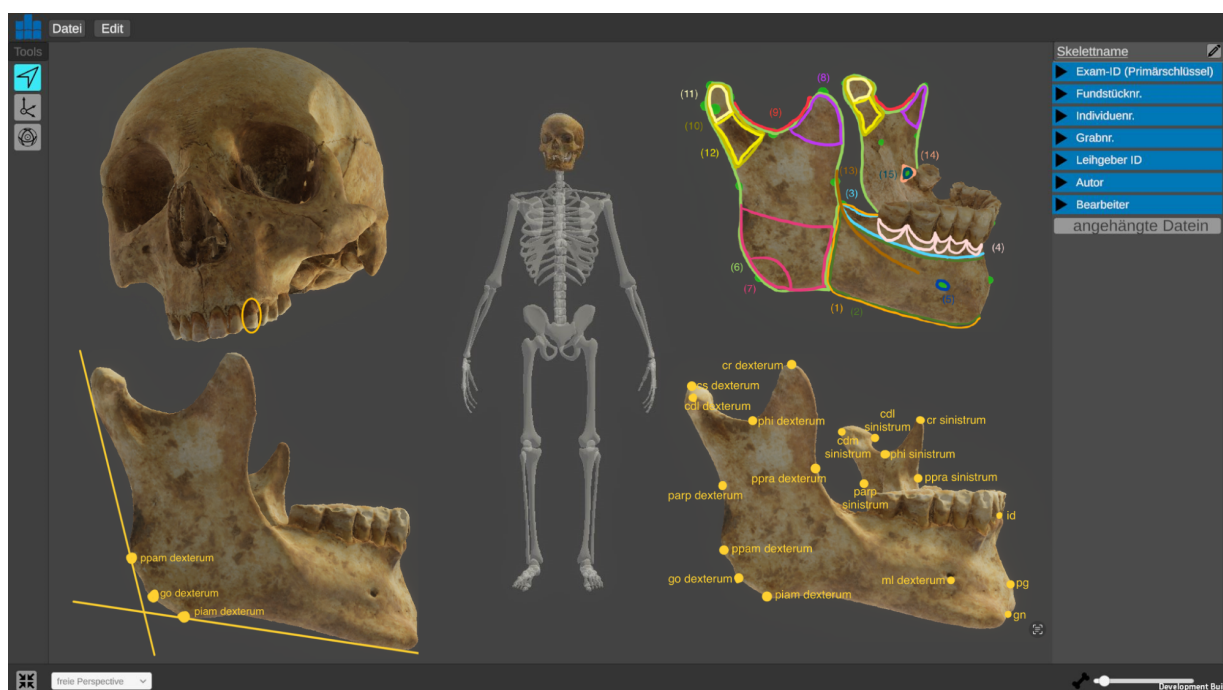 Datei Edit
Tools
Skelettname
Exam-ID (Primärschlüssel)
Fundstücknr.
Individuenr.
Grabnr.
Leihgeber ID
Autor
Bearbeiter
angehängte Datein
(8)
(11)
(9)
(10)
(12)
(14)
(13)
(15)
(3)
(4)
(6)
(7)
(5)
(1)
(2)
ppam dexterum
go dexterum
piam dexterum
cr dexterum
cs dexterum
cdl dexterum
phi dexterum
cdl
sinistrum
cr sinistrum
cdm
sinistrum
phi sinistrum
ppra dexterum
ppra sinistrum
parp dexterum
parp
sinistrum
id
ppam dexterum
go dexterum
ml dexterum
piam dexterum
pg
gn
freie Perspective
Development Bui